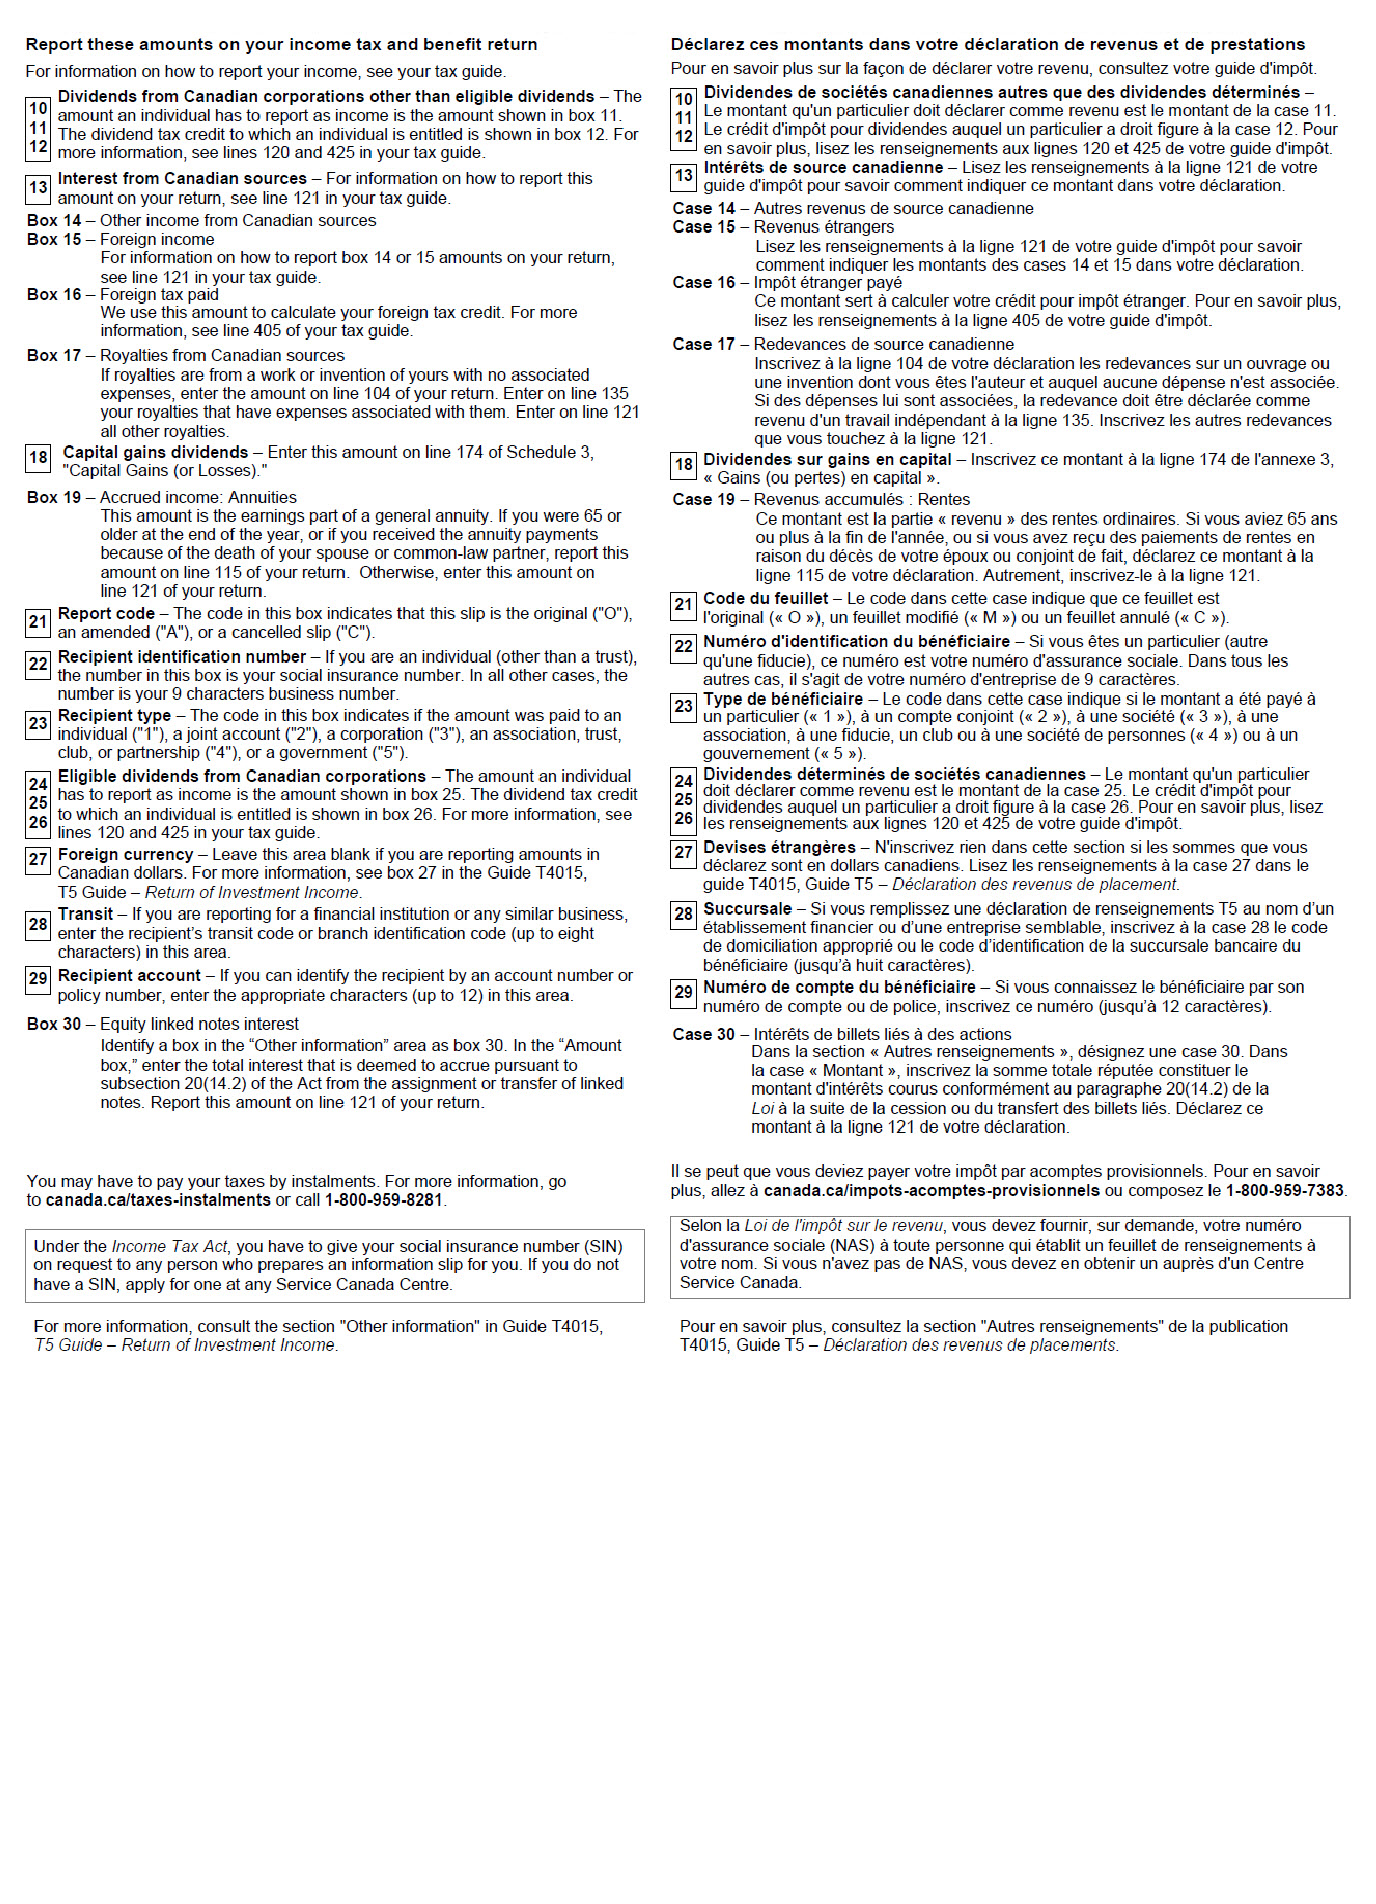 Report these amounts on your income tax and benefit return
For information on how to report your income, see your tax guide.
10
11
12
Dividends from Canadian corporations other than eligible dividends – The
amount an individual has to report as income is the amount shown in box 11.
The dividend tax credit to which an individual is entitled is shown in box 12. For
more information, see lines 120 and 425 in your tax guide.
13
Interest from Canadian sources – For information on how to report this
amount on your return, see line 121 in your tax guide.
Box 14 – Other income from Canadian sources
Box 15 – Foreign income
For information on how to report box 14 or 15 amounts on your return,
see line 121 in your tax guide.
Box 16 – Foreign tax paid
We use this amount to calculate your foreign tax credit. For more
information, see line 405 of your tax guide.
Box 17 – Royalties from Canadian sources
If royalties are from a work or invention of yours with no associated
expenses, enter the amount on line 104 of your return. Enter on line 135
your royalties that have expenses associated with them. Enter on line 121
all other royalties.
18
Capital gains dividends – Enter this amount on line 174 of Schedule 3,
"Capital Gains (or Losses)."
Box 19 – Accrued income: Annuities
This amount is the earnings part of a general annuity. If you were 65 or
older at the end of the year, or if you received the annuity payments
because of the death of your spouse or common-law partner, report this
amount on line 115 of your return. Otherwise, enter this amount on
line 121 of your return.
21
Report code – The code in this box indicates that this slip is the original ("O"),
an amended ("A"), or a cancelled slip ("C").
22
Recipient identification number – If you are an individual (other than a trust),
the number in this box is your social insurance number. In all other cases, the
number is your 9 characters business number.
23
Recipient type – The code in this box indicates if the amount was paid to an
individual ("1"), a joint account ("2"), a corporation ("3"), an association, trust,
club, or partnership ("4"), or a government ("5").
24
25
26
Eligible dividends from Canadian corporations – The amount an individual
has to report as income is the amount shown in box 25. The dividend tax credit
to which an individual is entitled is shown in box 26. For more information, see
lines 120 and 425 in your tax guide.
27
Foreign currency – Leave this area blank if you are reporting amounts in
Canadian dollars. For more information, see box 27 in the Guide T4015,
T5 Guide – Return of Investment Income.
28
Transit – If you are reporting for a financial institution or any similar business,
enter the recipient’s transit code or branch identification code (up to eight
characters) in this area.
29
Recipient account – If you can identify the recipient by an account number or
policy number, enter the appropriate characters (up to 12) in this area.
Box 30 – Equity linked notes interest
Identify a box in the “Other information” area as box 30. In the “Amount
box,” enter the total interest that is deemed to accrue pursuant to
subsection 20(14.2) of the Act from the assignment or transfer of linked
notes. Report this amount on line 121 of your return.
You may have to pay your taxes by instalments. For more information, go
to canada.ca/taxes-instalments or call 1-800-959-8281.
Under the Income Tax Act, you have to give your social insurance number (SIN)
on request to any person who prepares an information slip for you. If you do not
have a SIN, apply for one at any Service Canada Centre.
For more information, consult the section "Other information" in Guide T4015,
T5 Guide – Return of Investment Income.
Déclarez ces montants dans votre déclaration de revenus et de prestations
Pour en savoir plus sur la façon de déclarer votre revenu, consultez votre guide d'impôt.
10
11
12
Dividendes de sociétés canadiennes autres que des dividendes déterminés –
Le montant qu'un particulier doit déclarer comme revenu est le montant de la case 11.
Le crédit d'impôt pour dividendes auquel un particulier a droit figure à la case 12. Pour
en savoir plus, lisez les renseignements aux lignes 120 et 425 de votre guide d'impôt.
13
Intérêts de source canadienne – Lisez les renseignements à la ligne 121 de votre
guide d'impôt pour savoir comment indiquer ce montant dans votre déclaration.
Case 14 – Autres revenus de source canadienne
Case 15 – Revenus étrangers
Lisez les renseignements à la ligne 121 de votre guide d'impôt pour savoir
comment indiquer les montants des cases 14 et 15 dans votre déclaration.
Case 16 – Impôt étranger payé
Ce montant sert à calculer votre crédit pour impôt étranger. Pour en savoir plus,
lisez les renseignements à la ligne 405 de votre guide d'impôt.
Case 17 – Redevances de source canadienne
Inscrivez à la ligne 104 de votre déclaration les redevances sur un ouvrage ou
une invention dont vous êtes l'auteur et auquel aucune dépense n'est associée.
Si des dépenses lui sont associées, la redevance doit être déclarée comme
revenu d'un travail indépendant à la ligne 135. Inscrivez les autres redevances
que vous touchez à la ligne 121.
18
Dividendes sur gains en capital – Inscrivez ce montant à la ligne 174 de l'annexe 3,
« Gains (ou pertes) en capital ».
Case 19 – Revenus accumulés : Rentes
Ce montant est la partie « revenu » des rentes ordinaires. Si vous aviez 65 ans
ou plus à la fin de l'année, ou si vous avez reçu des paiements de rentes en
raison du décès de votre époux ou conjoint de fait, déclarez ce montant à la
ligne 115 de votre déclaration. Autrement, inscrivez-le à la ligne 121.
21
Code du feuillet – Le code dans cette case indique que ce feuillet est
l'original (« O »), un feuillet modifié (« M ») ou un feuillet annulé (« C »).
22
Numéro d'identification du bénéficiaire – Si vous êtes un particulier (autre
qu'une fiducie), ce numéro est votre numéro d'assurance sociale. Dans tous les
autres cas, il s'agit de votre numéro d'entreprise de 9 caractères.
23
Type de bénéficiaire – Le code dans cette case indique si le montant a été payé à
un particulier (« 1 »), à un compte conjoint (« 2 »), à une société (« 3 »), à une
association, à une fiducie, un club ou à une société de personnes (« 4 ») ou à un
gouvernement (« 5 »).
24
25
26
Dividendes déterminés de sociétés canadiennes – Le montant qu'un particulier
doit déclarer comme revenu est le montant de la case 25. Le crédit d'impôt pour
dividendes auquel un particulier a droit figure à la case 26. Pour en savoir plus, lisez
les renseignements aux lignes 120 et 425 de votre guide d'impôt.
27
Devises étrangères – N'inscrivez rien dans cette section si les sommes que vous
déclarez sont en dollars canadiens. Lisez les renseignements à la case 27 dans le
guide T4015, Guide T5 – Déclaration des revenus de placement.
28
Succursale – Si vous remplissez une déclaration de renseignements T5 au nom d’un
établissement financier ou d’une entreprise semblable, inscrivez à la case 28 le code
de domiciliation approprié ou le code d’identification de la succursale bancaire du
bénéficiaire (jusqu’à huit caractères).
29
Numéro de compte du bénéficiaire – Si vous connaissez le bénéficiaire par son
numéro de compte ou de police, inscrivez ce numéro (jusqu’à 12 caractères).
Case 30 – Intérêts de billets liés à des actions
Dans la section « Autres renseignements », désignez une case 30. Dans
la case « Montant », inscrivez la somme totale réputée constituer le
montant d'intérêts courus conformément au paragraphe 20(14.2) de la
Loi à la suite de la cession ou du transfert des billets liés. Déclarez ce
montant à la ligne 121 de votre déclaration.
Il se peut que vous deviez payer votre impôt par acomptes provisionnels. Pour en savoir
plus, allez à canada.ca/impots-acomptes-provisionnels ou composez le 1-800-959-7383.
Selon la Loi de l'impôt sur le revenu, vous devez fournir, sur demande, votre numéro
d'assurance sociale (NAS) à toute personne qui établit un feuillet de renseignements à
votre nom. Si vous n'avez pas de NAS, vous devez en obtenir un auprès d'un Centre
Service Canada.
Pour en savoir plus, consultez la section "Autres renseignements" de la publication
T4015, Guide T5 – Déclaration des revenus de placements.